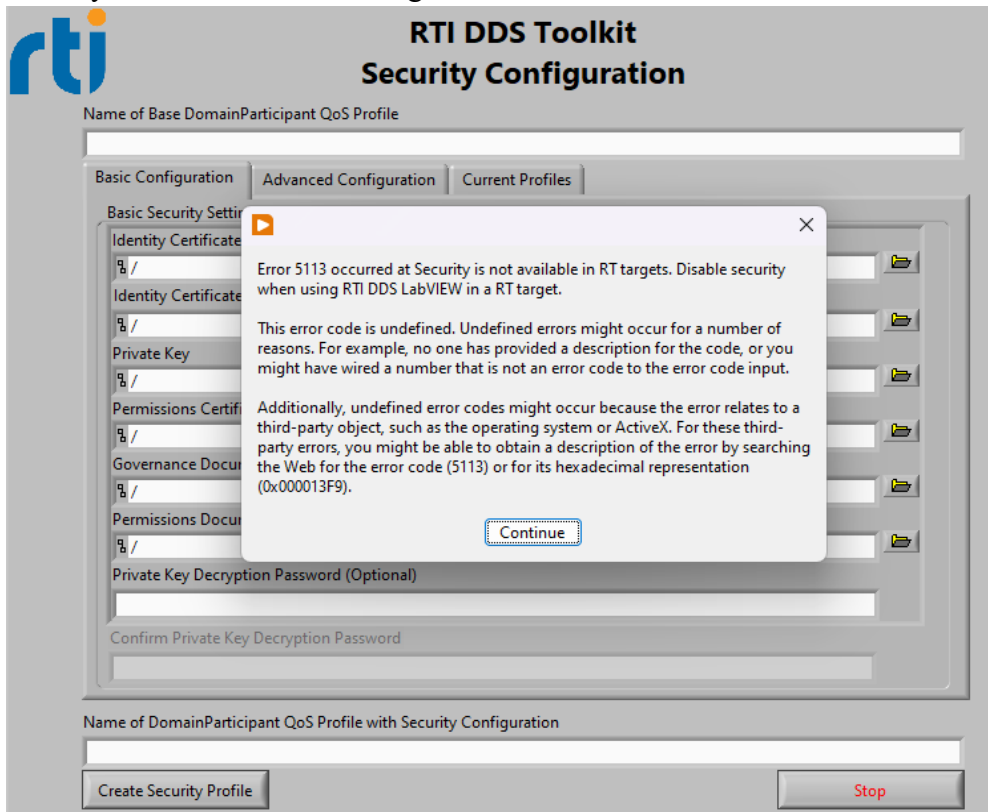 rti
RTI DDS Toolkit
Security Configuration
Name of Base DomainParticipant QoS Profile
Basic Configuration
Advanced Configuration
Current Profiles
Basic Security
Identity Certificate
/
Error 5113 occurred at Security is not available in RT targets. Disable security
when using RTI DDS LabVIEW in a RT target.
Identity Certificate
/
This error code is undefined. Undefined errors might occur for a number of
reasons. For example, no one has provided a description for the code, or you
might have wired a number that is not an error code to the error code input.
Private Key
/
Permissions
/
Additionally, undefined error codes might occur because the error relates to a
third-party object, such as the operating system or ActiveX. For these third-
party errors, you might be able to obtain a description of the error by searching
the Web for the error code (5113) or for its hexadecimal representation
(0x000013F9).
Governance
/
Permissions
/
Continue
Private Key Decryption Password (Optional)
Confirm Private Key Decryption Password
Name of DomainParticipant QoS Profile with Security Configuration
Create Security Profile
Stop